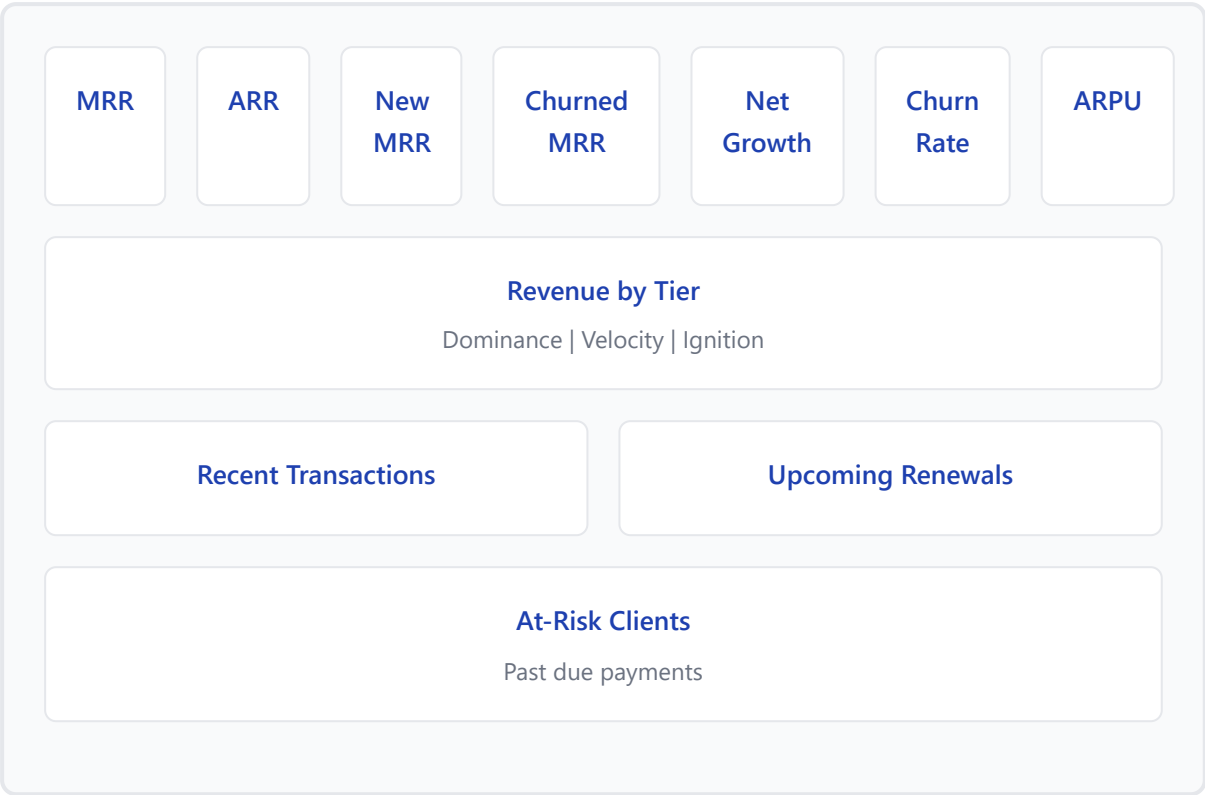 MRR
ARR
New
MRR
Churned
MRR
Net
Growth
Churn
Rate
ARPU
Revenue by Tier
Dominance | Velocity | Ignition
Recent Transactions
Upcoming Renewals
At-Risk Clients
Past due payments